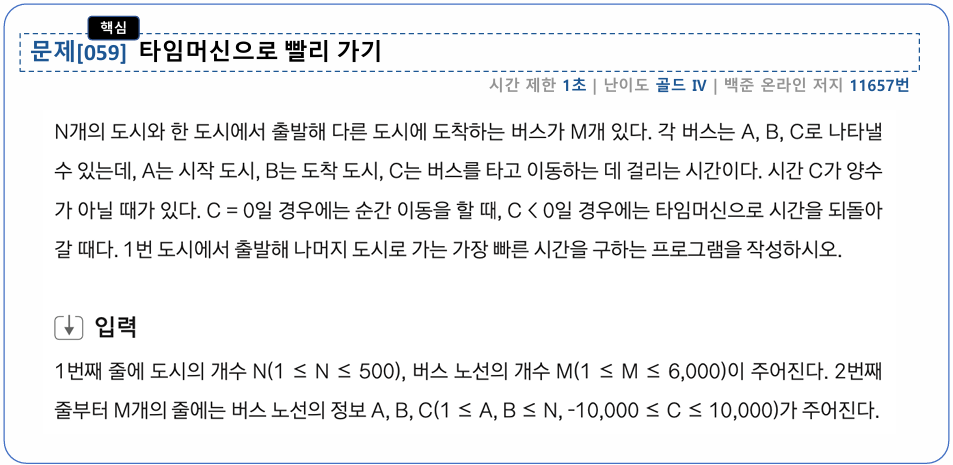 핵심
문제[059] 타임머신으로 빨리 가기
시간 제한 1초 | 난이도 골드 Ⅳ | 백준 온라인 저지 11657번
N개의 도시와 한 도시에서 출발해 다른 도시에 도착하는 버스가 M개 있다. 각 버스는 A, B, C로 나타낼
수 있는데, A는 시작 도시, B는 도착 도시, C는 버스를 타고 이동하는 데 걸리는 시간이다. 시간 C가 양수
가 아닐 때가 있다. C = 0일 경우에는 순간 이동을 할 때, C < 0일 경우에는 타임머신으로 시간을 되돌아
갈 때다. 1번 도시에서 출발해 나머지 도시로 가는 가장 빠른 시간을 구하는 프로그램을 작성하시오.
입력
1번째 줄에 도시의 개수 N(1 ≤ N ≤ 500), 버스 노선의 개수 M(1 ≤ M ≤ 6,000)이 주어진다. 2번째
줄부터 M개의 줄에는 버스 노선의 정보 A, B, C(1 ≤ A, B ≤ N, -10,000 ≤ C ≤ 10,000)가 주어진다.